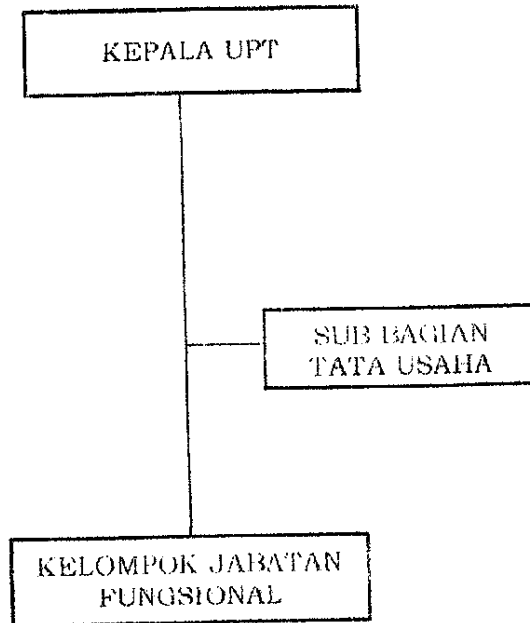 KEPALA UPT
SUB BAGIAN
TATA USAHA
KELOMPOK JABATAN
FUNGSIONAL